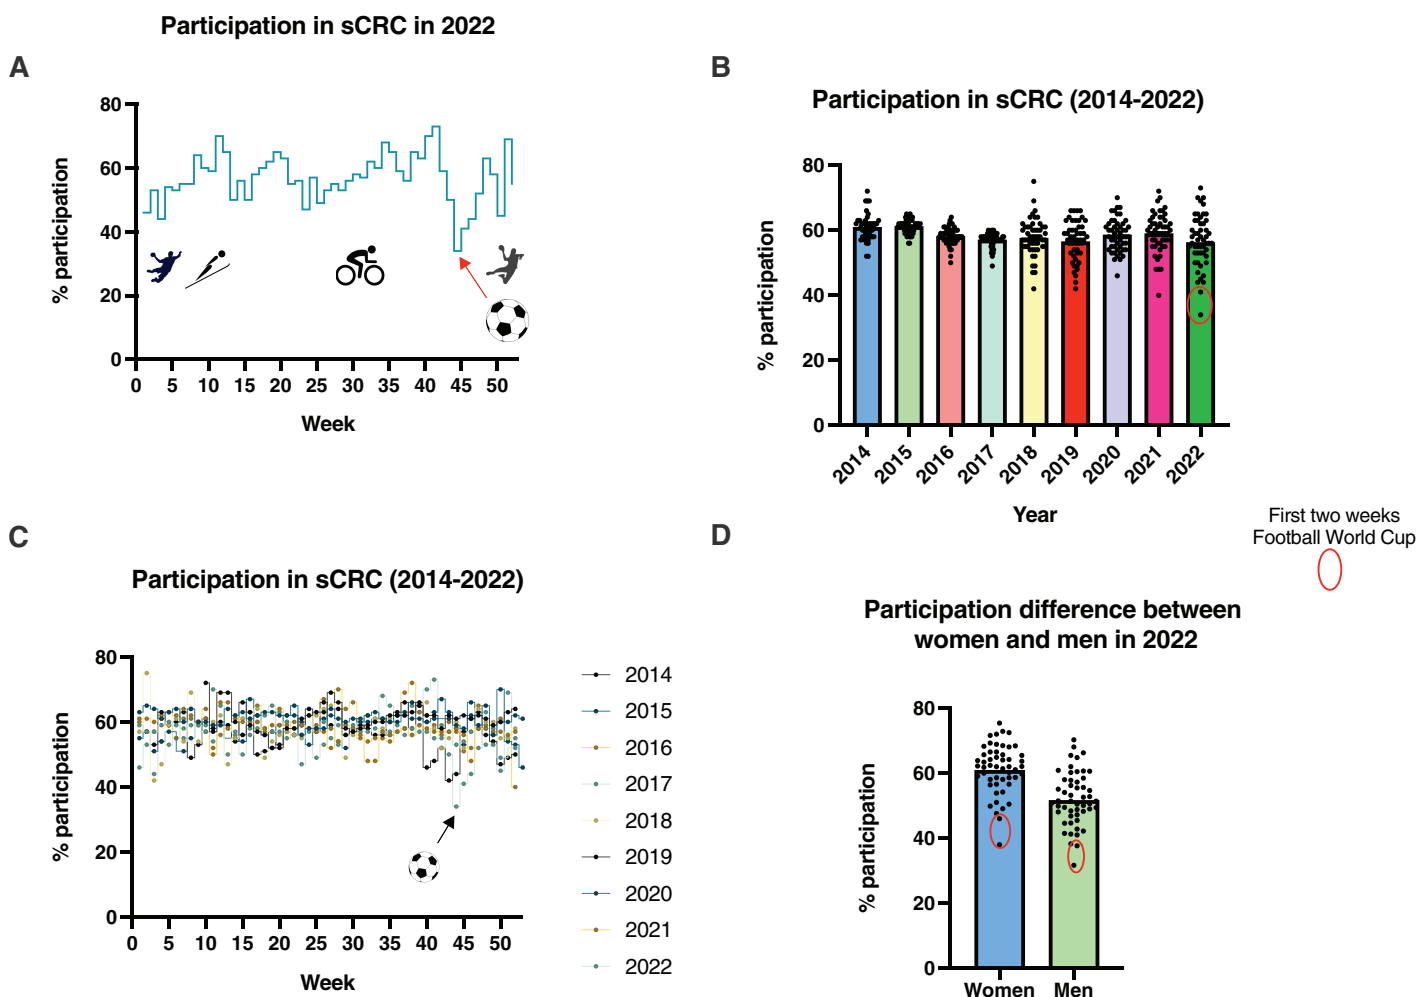 Participation in sCRC in 2022
A
% participation
80
60
40
20
0
0 5 10 15 20 25 30 35 40 45 50
Week
B
Participation in sCRC (2014-2022)
% participation
80
60
40
20
0
2014 2015 2016 2017 2018 2019 2020 2021 2022
Year
C
Participation in sCRC (2014-2022)
% participation
80
60
40
20
0
0 5 10 15 20 25 30 35 40 45 50
Week
2014
2015
2016
2017
2018
2019
2020
2021
2022
D
First two weeks
Football World Cup
Participation difference between
women and men in 2022
% participation
80
60
40
20
0
Women Men